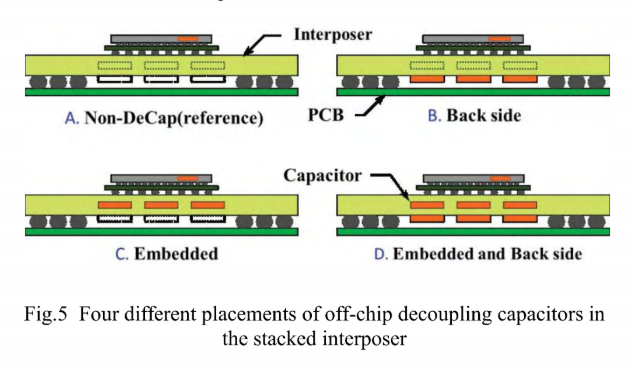 Interposer
A. Non-DeCap(reference)
PCB
B. Back side
Capacitor
C. Embedded
D. Embedded and Back side
Fig.5 Four different placements of off-chip decoupling capacitors in
the stacked interposer